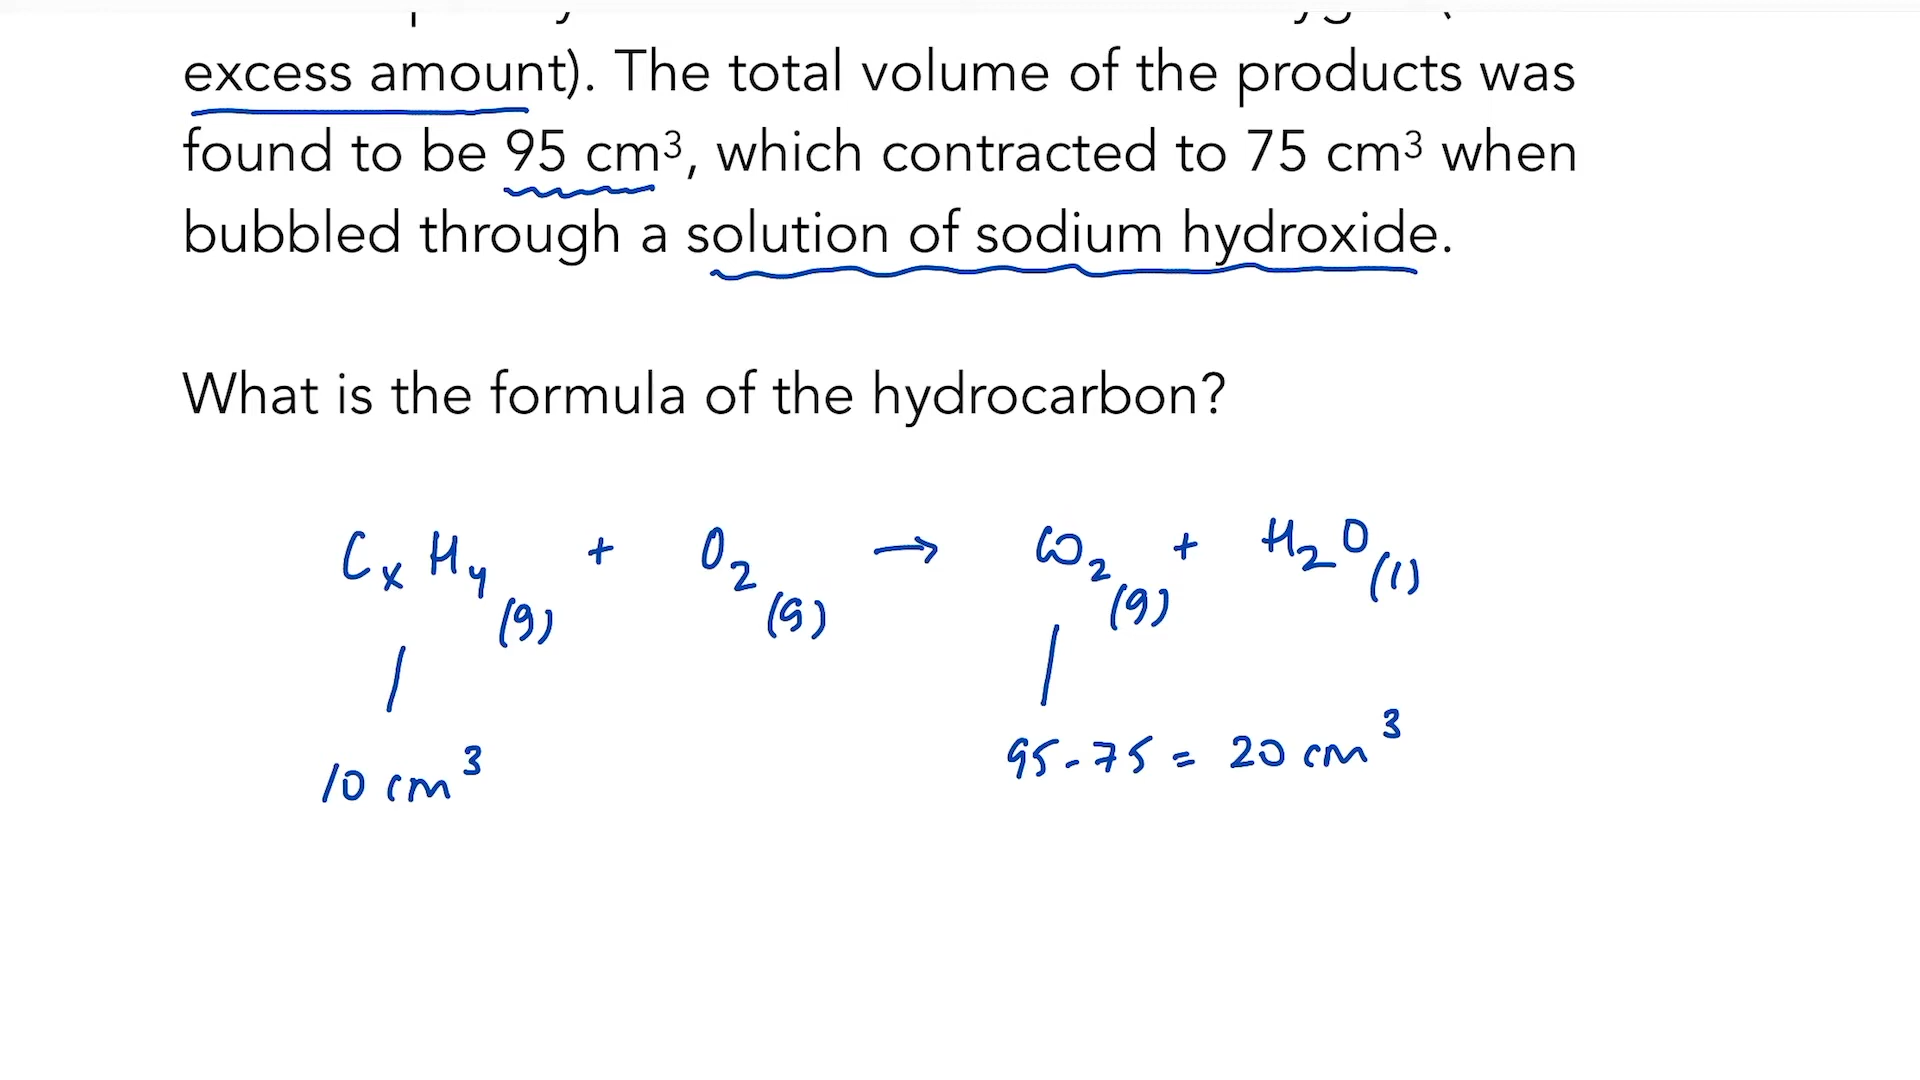 excess amount). The total volume of the products was
found to be 95 cm³, which contracted to 75 cm³ when
bubbled through a solution of sodium hydroxide.
What is the formula of the hydrocarbon?
CₓHy(g) + O₂(g) → CO₂(g) + H₂O(l)
10 cm³
95-75 = 20 cm³